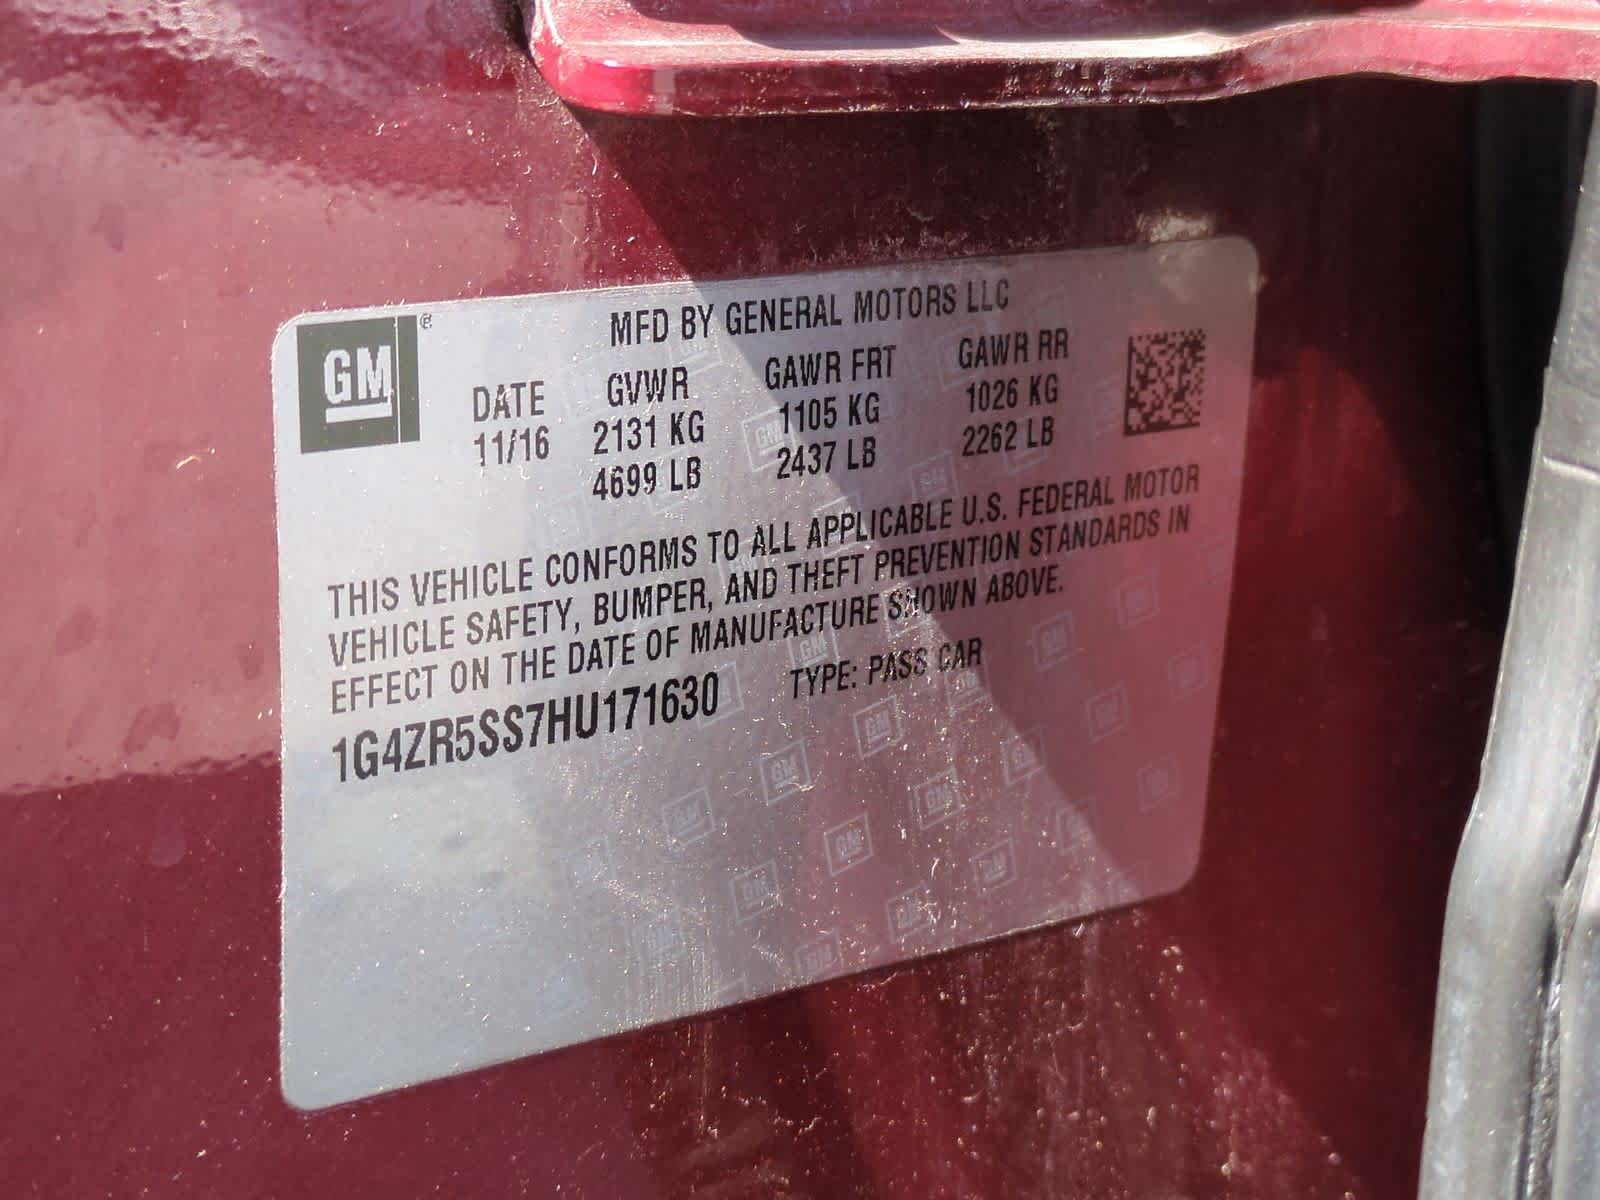 GM ®
MFD BY GENERAL MOTORS LLC
DATE GVWR GAWR FRT GAWR RR
11/16 2131 KG 1105 KG 1026 KG
4699 LB 2437 LB 2262 LB
THIS VEHICLE CONFORMS TO ALL APPLICABLE U.S. FEDERAL MOTOR
VEHICLE SAFETY, BUMPER, AND THEFT PREVENTION STANDARDS IN
EFFECT ON THE DATE OF MANUFACTURE SHOWN ABOVE.
1G4ZR5SS7HU171630 TYPE: PASS CAR